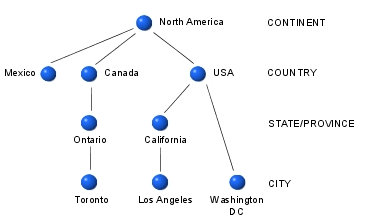 North America
CONTINENT
Mexico
Canada
USA
COUNTRY
Ontario
California
STATE/PROVINCE
Toronto
Los Angeles
Washington
DC
CITY